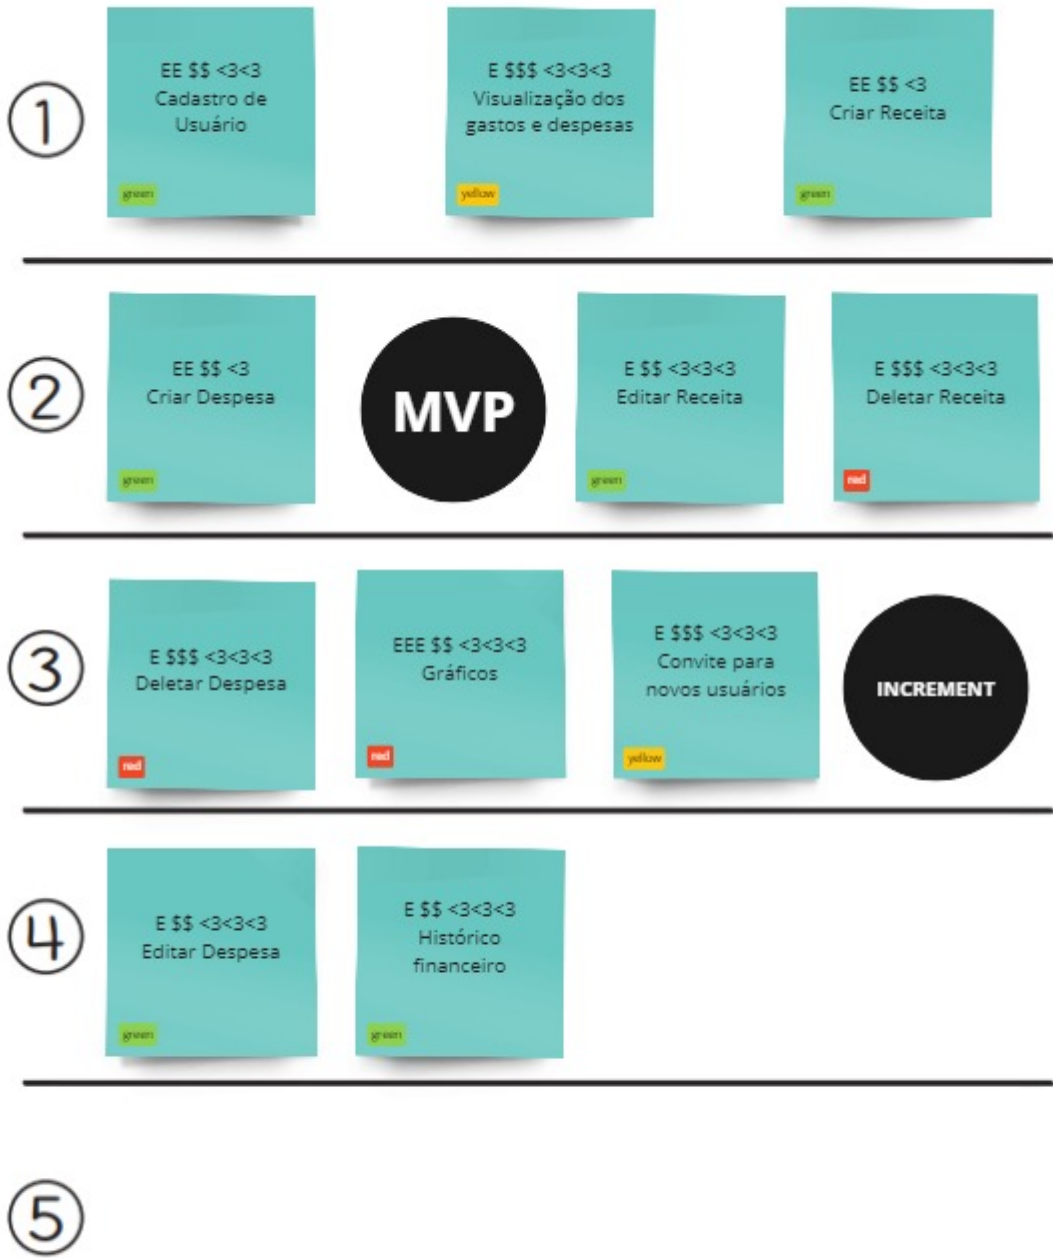 1
EE $$ <3<3
Cadastro de
Usuário
green
E $$$ <3<3<3
Visualização dos
gastos e despesas
yellow
EE $$ <3
Criar Receita
green
2
EE $$ <3
Criar Despesa
green
MVP
E $$ <3<3<3
Editar Receita
green
E $$$ <3<3<3
Deletar Receita
red
3
E $$$ <3<3<3
Deletar Despesa
red
EEE $$ <3<3<3
Gráficos
red
E $$$ <3<3<3
Convite para
novos usuários
yellow
INCREMENT
4
E $$ <3<3<3
Editar Despesa
green
E $$ <3<3<3
Histórico
financeiro
green
5